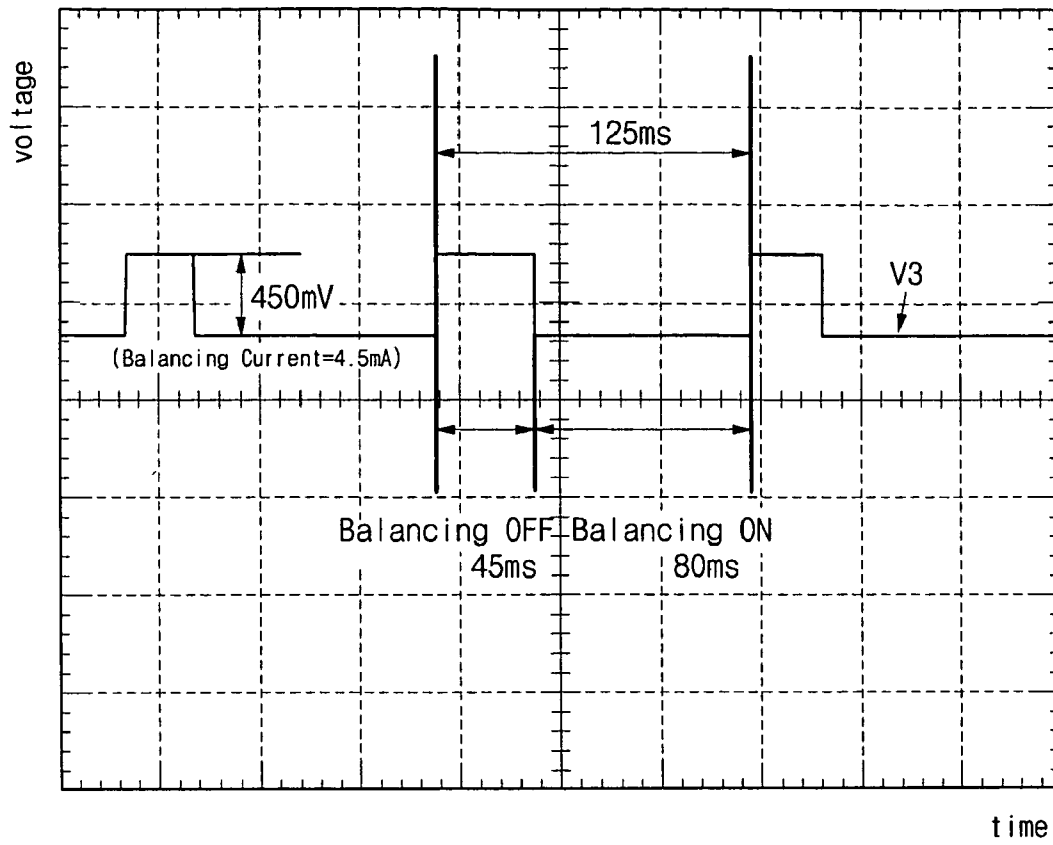 voltage
125ms
450mV
V3
(Balancing Current=4.5mA)
Balancing OFF Balancing ON
45ms 80ms
time